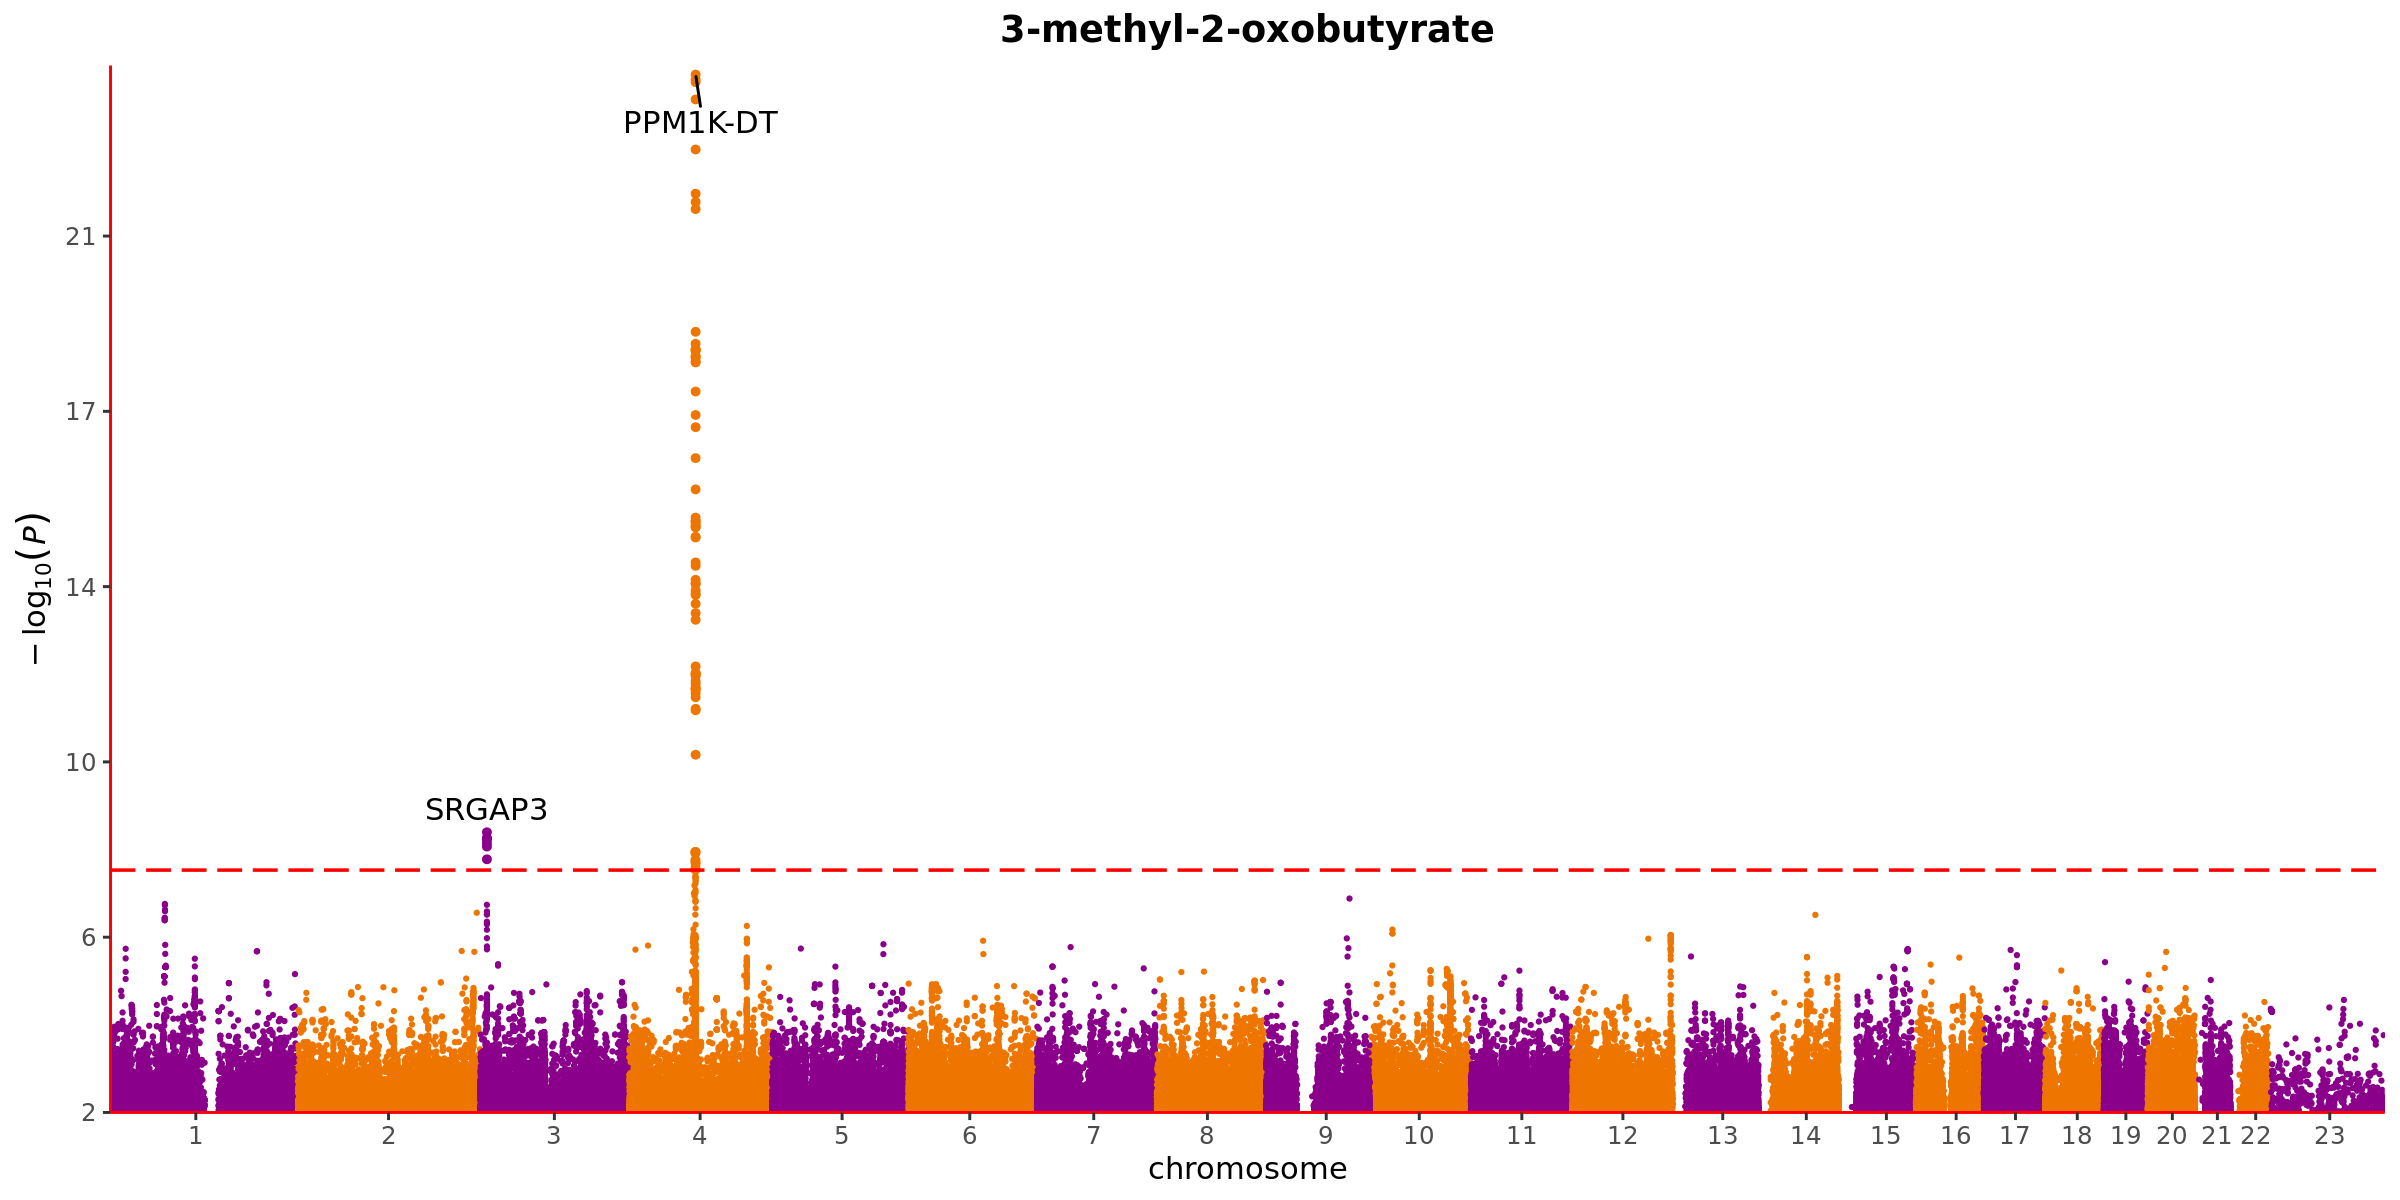 3-methyl-2-oxobutyrate
PPM1K-DT
21
17
− log10(P)
14
10
SRGAP3
6
2
1 2 3 4 5 6 7 8 9 10 11 12 13 14 15 16 17 18 19 20 21 22 23
chromosome